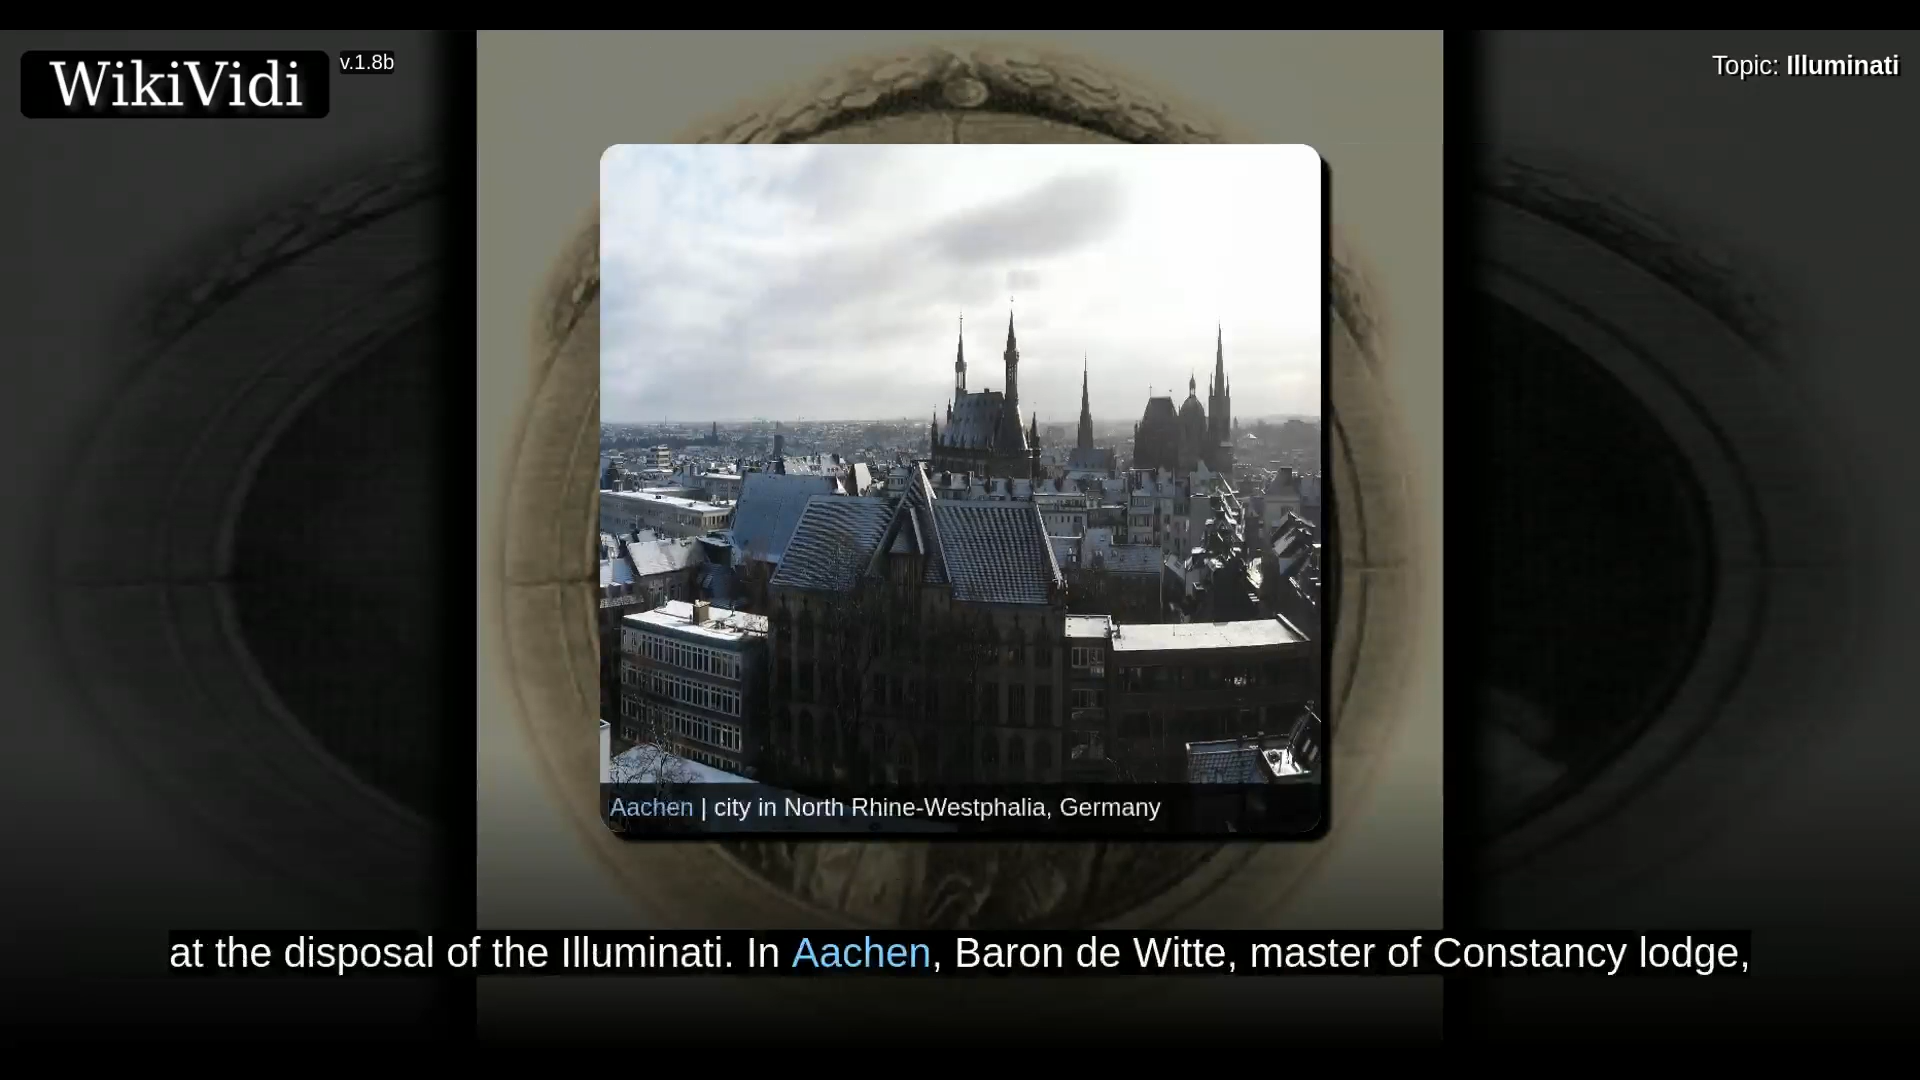 WikiVidi v.1.8b
Topic: Illuminati
Aachen | city in North Rhine-Westphalia, Germany
at the disposal of the Illuminati. In Aachen, Baron de Witte, master of Constancy lodge,